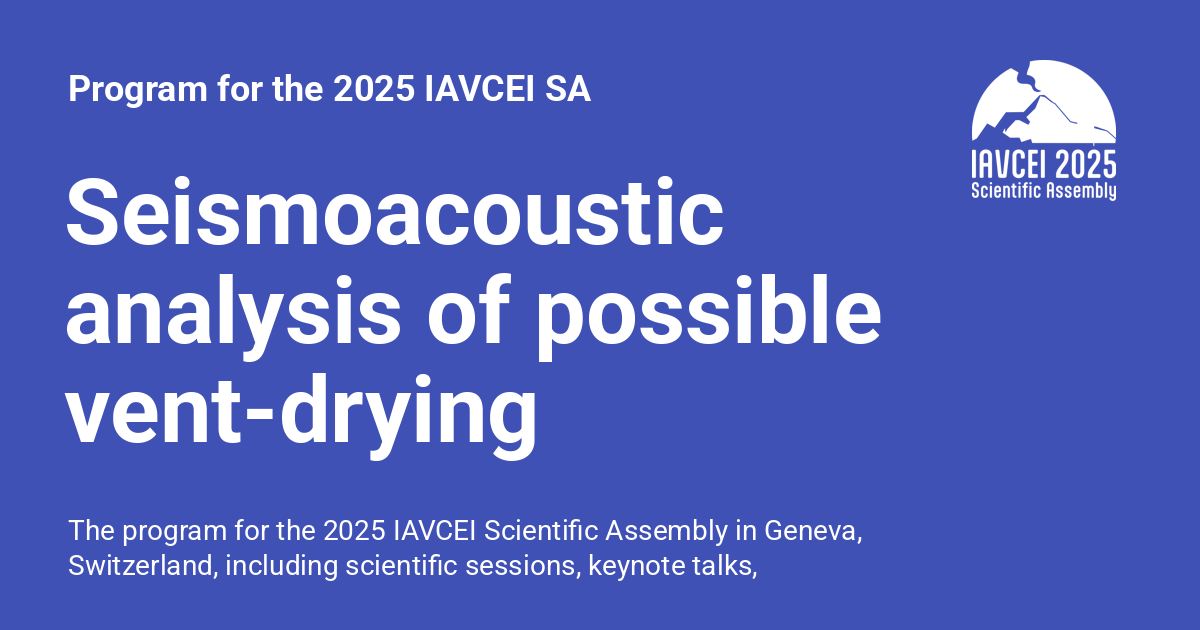 Program for the 2025 IAVCEI SA
IAVCEI 2025
Scientific Assembly
Seismoacoustic
analysis of possible
vent-drying
The program for the 2025 IAVCEI Scientific Assembly in Geneva,
Switzerland, including scientific sessions, keynote talks,